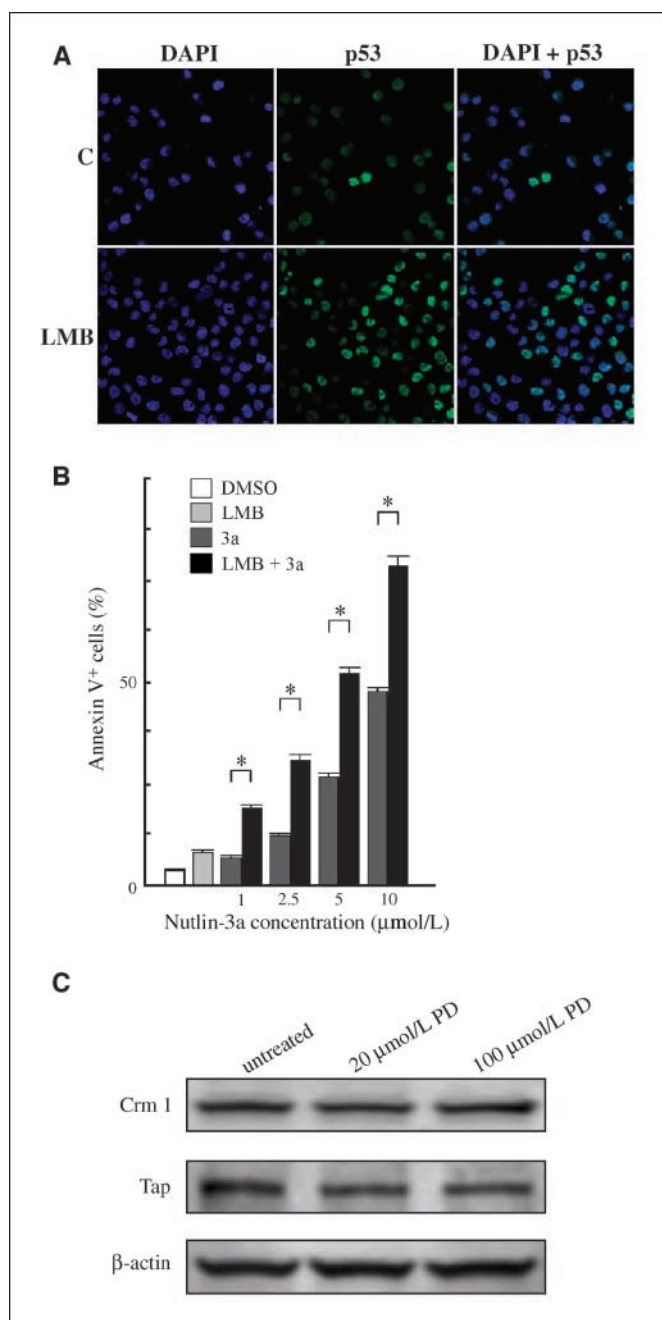 A
DAPI p53 DAPI + p53
C
LMB
B
DMSO
LMB
3a
LMB + 3a
* * * *
Annexin V⁺ cells (%)
50
0
1 2.5 5 10
Nutlin-3a concentration (μmol/L)
C
untreated 20 μmol/L PD 100 μmol/L PD
Crm 1
Tap
β-actin